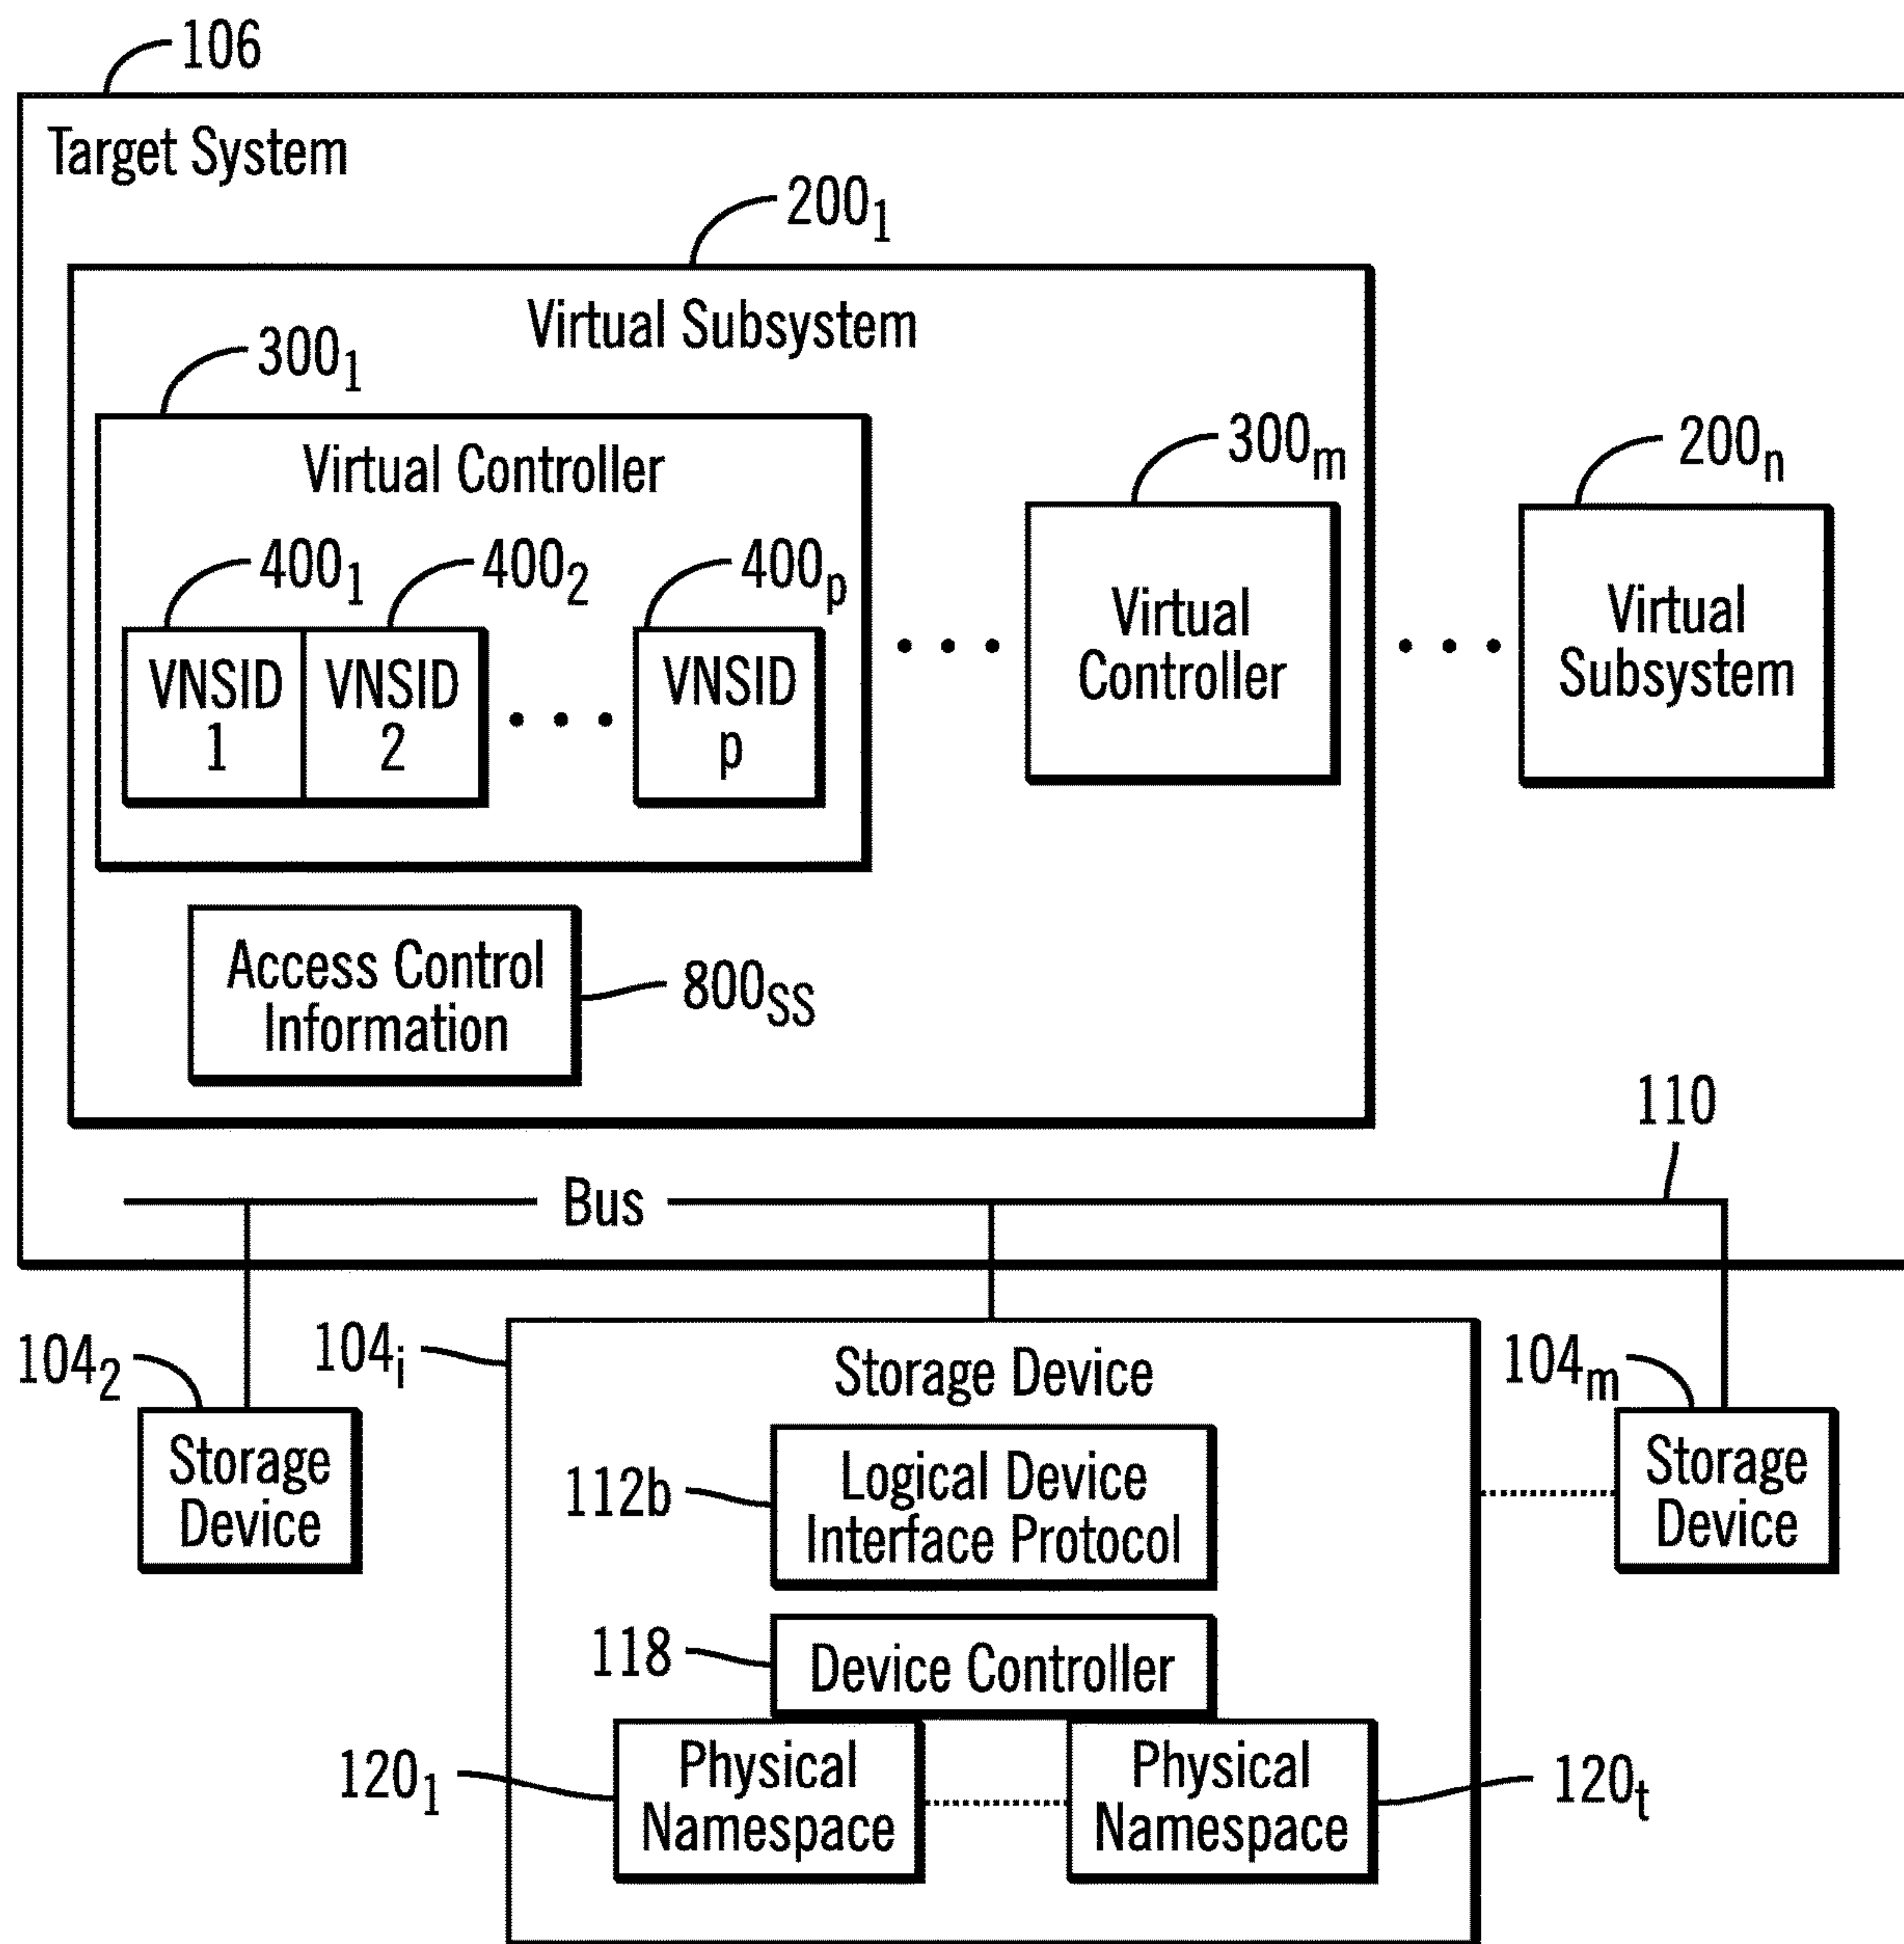 106
Target System
200₁
Virtual Subsystem
300₁
Virtual Controller
300ₘ
200ₙ
400₁
400₂
400ₚ
VNSID
1
VNSID
2
. . .
VNSID
p
. . .
Virtual
Controller
. . .
Virtual
Subsystem
Access Control
Information
800SS
110
Bus
104₂
104ᵢ
Storage Device
104ₘ
Storage
Device
Logical Device
Interface Protocol
112b
Storage
Device
118
Device Controller
120₁
Physical
Namespace
Physical
Namespace
120ₜ